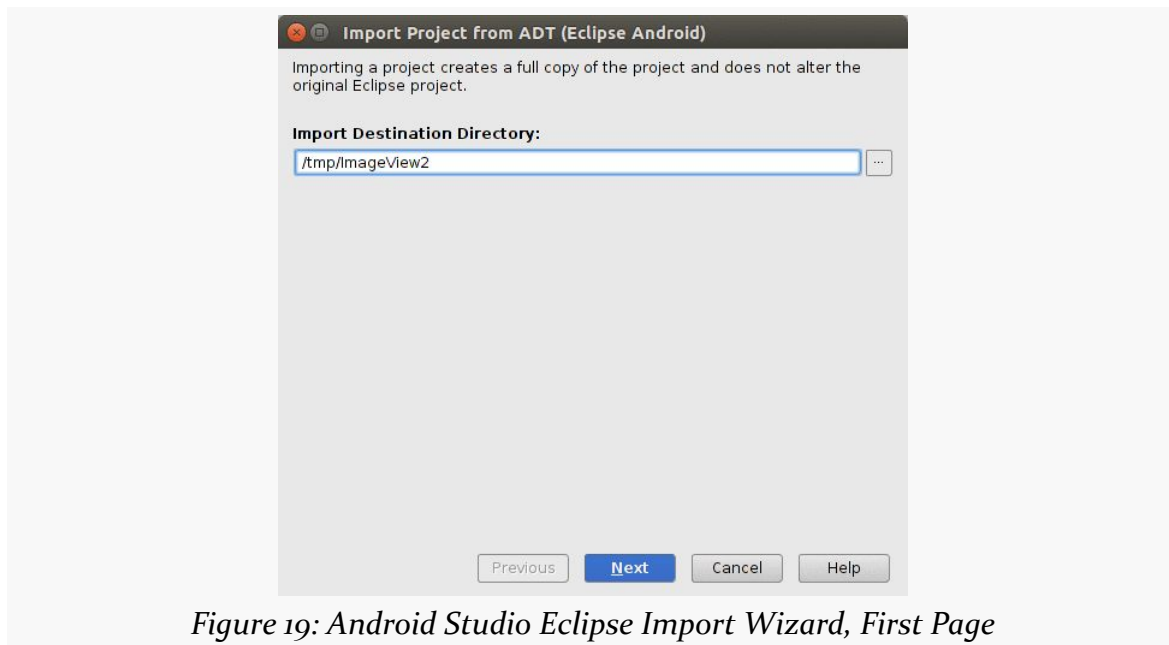 Import Project from ADT (Eclipse Android)
Importing a project creates a full copy of the project and does not alter the
original Eclipse project.
Import Destination Directory:
/tmp/ImageView2
...
Previous Next Cancel Help
Figure 19: Android Studio Eclipse Import Wizard, First Page